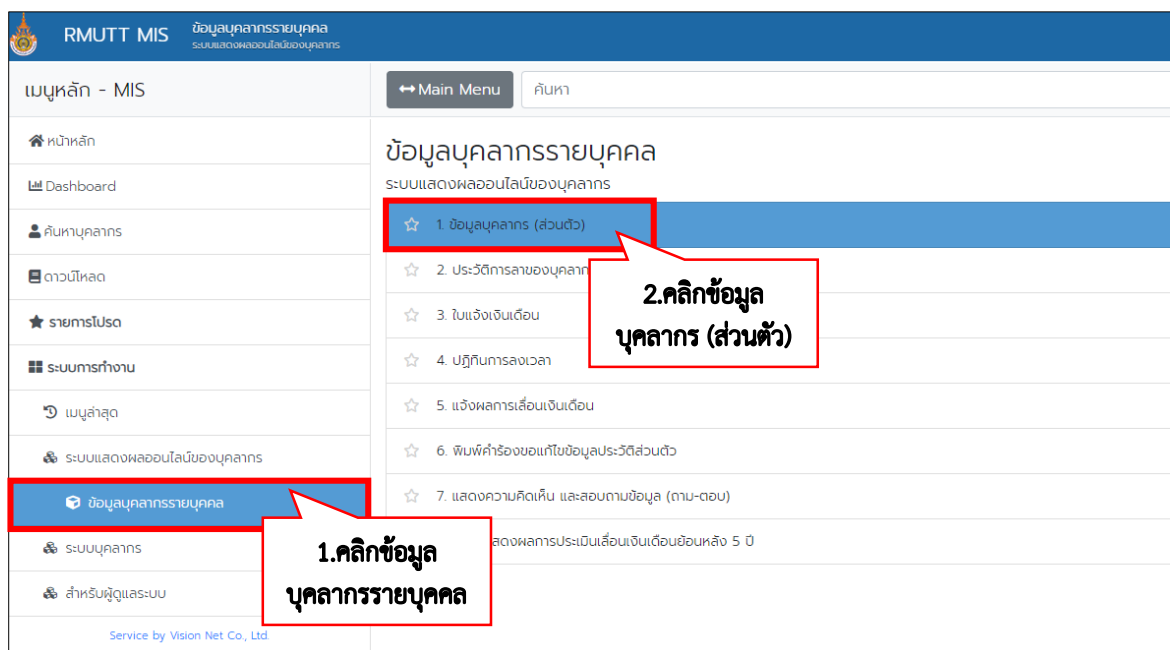 RMUTT MIS
ข้อมูลบุคลากรรายบุคคล
ระบบแสดงผลออนไลน์ของบุคลากร
เมนูหลัก - MIS
Main Menu
ค้นหา
หน้าหลัก
Dashboard
ค้นหาบุคลากร
ดาวน์โหลด
รายการโปรด
ระบบการทำงาน
เมนูล่าสุด
ระบบแสดงผลออนไลน์ของบุคลากร
ข้อมูลบุคลากรรายบุคคล
ระบบบุคลากร
สำหรับผู้ดูแลระบบ
Service by Vision Net Co., Ltd.
1.คลิกข้อมูล
บุคลากรรายบุคคล
ข้อมูลบุคลากรรายบุคคล
ระบบแสดงผลออนไลน์ของบุคลากร
1. ข้อมูลบุคลากร (ส่วนตัว)
2. ประวัติการลาของบุคลาก
3. ใบแจ้งเงินเดือน
4. ปฏิทินการลงเวลา
5. แจ้งผลการเลื่อนเงินเดือน
6. พิมพ์คำร้องขอแก้ไขข้อมูลประวัติส่วนตัว
7. แสดงความคิดเห็น และสอบถามข้อมูล (ถาม-ตอบ)
สดงผลการประเมินเลื่อนเงินเดือนย้อนหลัง 5 ปี
2.คลิกข้อมูล
บุคลากร (ส่วนตัว)